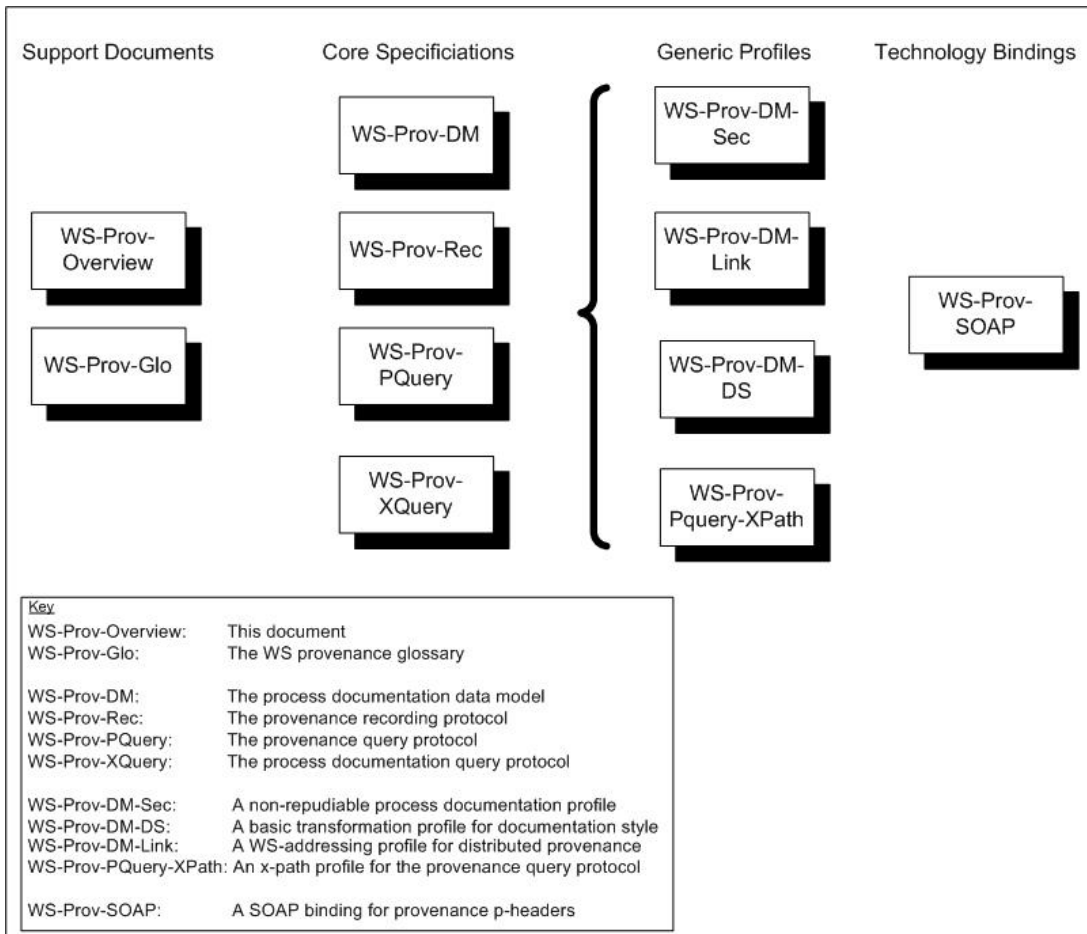 Support Documents
Core Specificiations
Generic Profiles
Technology Bindings
WS-Prov-
Overview
WS-Prov-Glo
WS-Prov-DM
WS-Prov-Rec
WS-Prov-
PQuery
WS-Prov-
XQuery
WS-Prov-DM-
Sec
WS-Prov-DM-
Link
WS-Prov-DM-
DS
WS-Prov-
Pquery-XPath
WS-Prov-
SOAP
Key
WS-Prov-Overview: This document
WS-Prov-Glo: The WS provenance glossary
WS-Prov-DM: The process documentation data model
WS-Prov-Rec: The provenance recording protocol
WS-Prov-PQuery: The provenance query protocol
WS-Prov-XQuery: The process documentation query protocol
WS-Prov-DM-Sec: A non-repudiable process documentation profile
WS-Prov-DM-DS: A basic transformation profile for documentation style
WS-Prov-DM-Link: A WS-addressing profile for distributed provenance
WS-Prov-PQuery-XPath: An x-path profile for the provenance query protocol
WS-Prov-SOAP: A SOAP binding for provenance p-headers